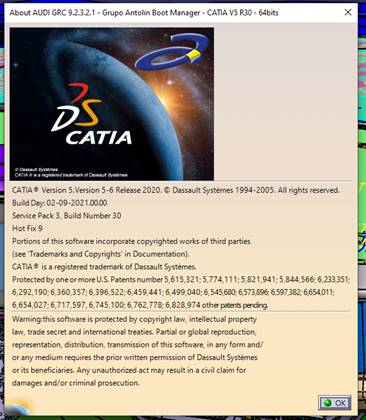 About AUDI GRC 9.2.3.2.1 - Grupo Antolín Boot Manager - CATIA V5 R30 - 64bits
DS
CATIA
© Dassault Systèmes
CATIA ® is a registered trademark of Dassault Systèmes.
CATIA® Version 5.Version 5-6 Release 2020. © Dassault Systèmes 1994-2005. All rights reserved.
Build Day: 02-09-2021.00.00
Service Pack 3, Build Number 30
Hot Fix 9
Portions of this software incorporate copyrighted works of third parties
(see 'Trademarks and Copyrights' in Documentation).
CATIA® is a registered trademark of Dassault Systèmes.
Protected by one or more U.S. Patents number 5,615,321; 5,774,111; 5,821,941; 5,844,566; 6,233,351;
6,292,190; 6,360,357; 6,396,522; 6,459,441; 6,499,040; 6,545,680; 6,573,896; 6,597,382; 6,654,011;
6,654,027; 6,717,597, 6,745,100; 6,762,778; 6,828,974 other patents pending.
Warning:this software is protected by copyright law, intellectual property
law, trade secret and international treaties. Partial or global reproduction,
representation, distribution, transmission of this software, in any form and/
or any medium requires the prior written permission of Dassault Systèmes
or its beneficiaries. Any unauthorized act may result in a civil claim for
damages and/or criminal prosecution.
OK